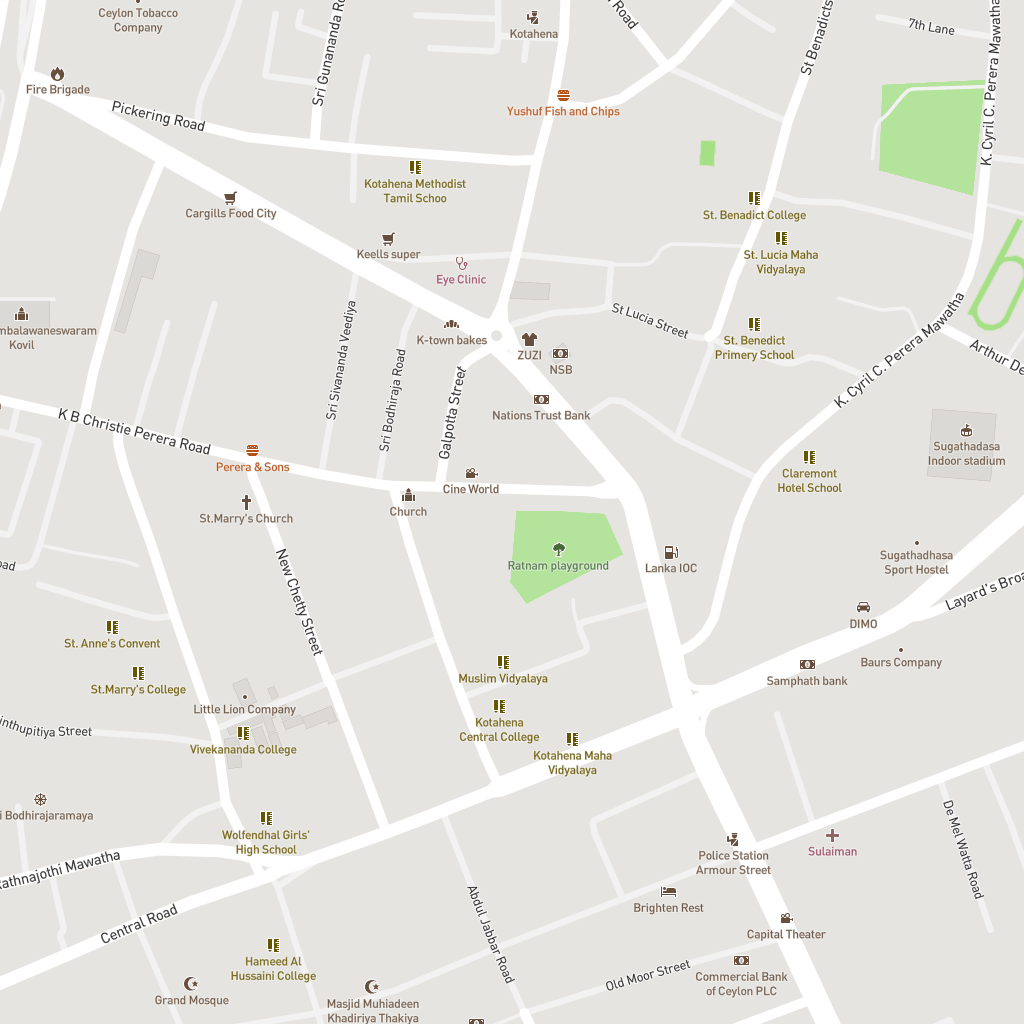 Ceylon Tobacco
Company
Kotahena
Road
Sri Gunananda Ro
St Benedicts
7th Lane
K. Cyril C. Perera Mawatha
Fire Brigade
Pickering Road
Yushuf Fish and Chips
Kotahena Methodist
Tamil Schoo
Cargills Food City
St. Benadict College
Keells super
Eye Clinic
St. Lucia Maha
Vidyalaya
mbalawaneswaram
Kovil
K-town bakes
ZUZI
NSB
St Lucia Street
St. Benedict
Primery School
K. Cyril C. Perera Mawatha
Arthur De
Sri Sivananda Veediya
Sri Bodhiraja Road
Galpotta Street
Nations Trust Bank
K B Christie Perera Road
Perera & Sons
Cine World
Church
St.Marry's Church
Claremont
Hotel School
Sugathadasa
Indoor stadium
Ratnam playground
Lanka IOC
Sugathadhasa
Sport Hostel
Layard's Broa
oad
New Chetty Street
DIMO
St. Anne's Convent
Baurs Company
St.Marry's College
Muslim Vidyalaya
Samphath bank
Little Lion Company
Kotahena
Central College
inthupitiya Street
Vivekananda College
Kotahena Maha
Vidyalaya
i Bodhirajaramaya
Wolfendhal Girls'
High School
Police Station
Armour Street
Sulaiman
De Mel Watta Road
Rathnajothi Mawatha
Brighten Rest
Central Road
Abdul Jabbar Road
Capital Theater
Hameed Al
Hussaini College
Old Moor Street
Commercial Bank
of Ceylon PLC
Grand Mosque
Masjid Muhiadeen
Khadiriya Thakiya